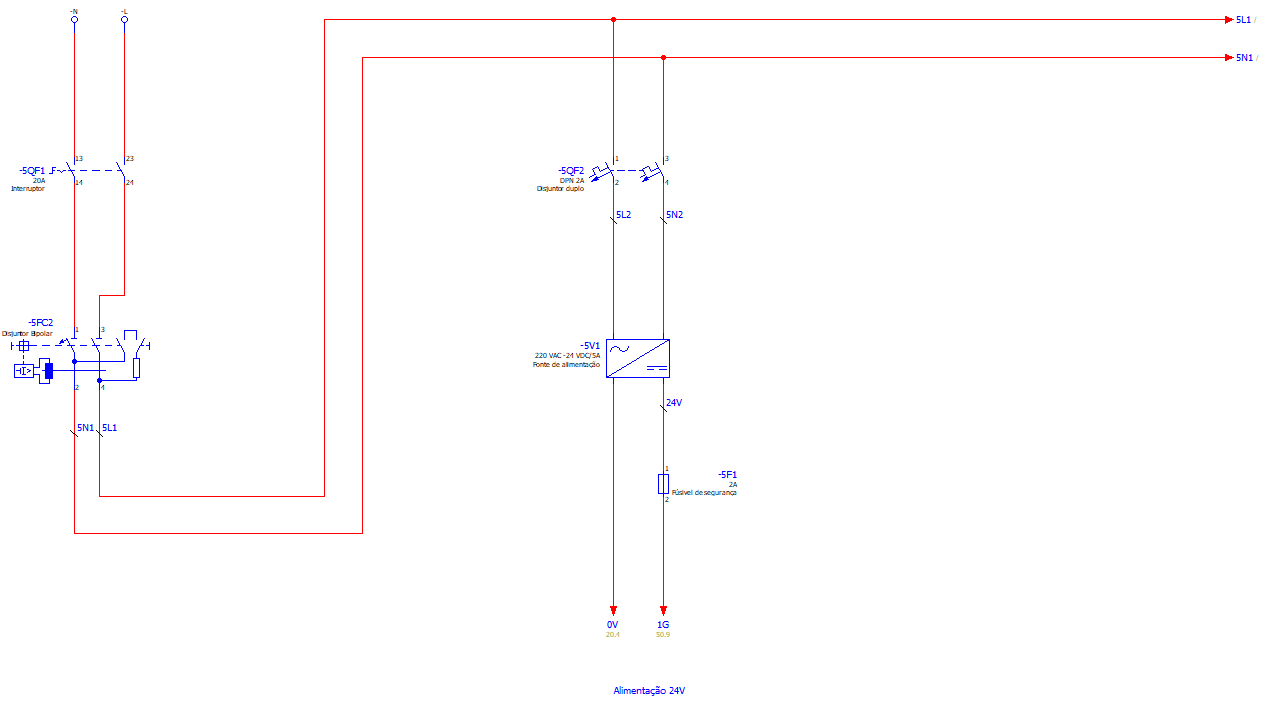 -N
-L
5L1 /
5N1 /
-5QF1
20A
Interruptor
13
14
23
24
-5QF2
DPN 2A
Disjuntor duplo
1
2
3
4
5L2
5N2
-5FC2
Disjuntor Bipolar
1
3
2
4
5N1
5L1
-5V1
220 VAC-24 VDC/5A
Fonte de alimentação
24V
1
2
-5F1
2A
Fúsivel de segurança
0V
20.4
1G
50.9
Alimentação 24V